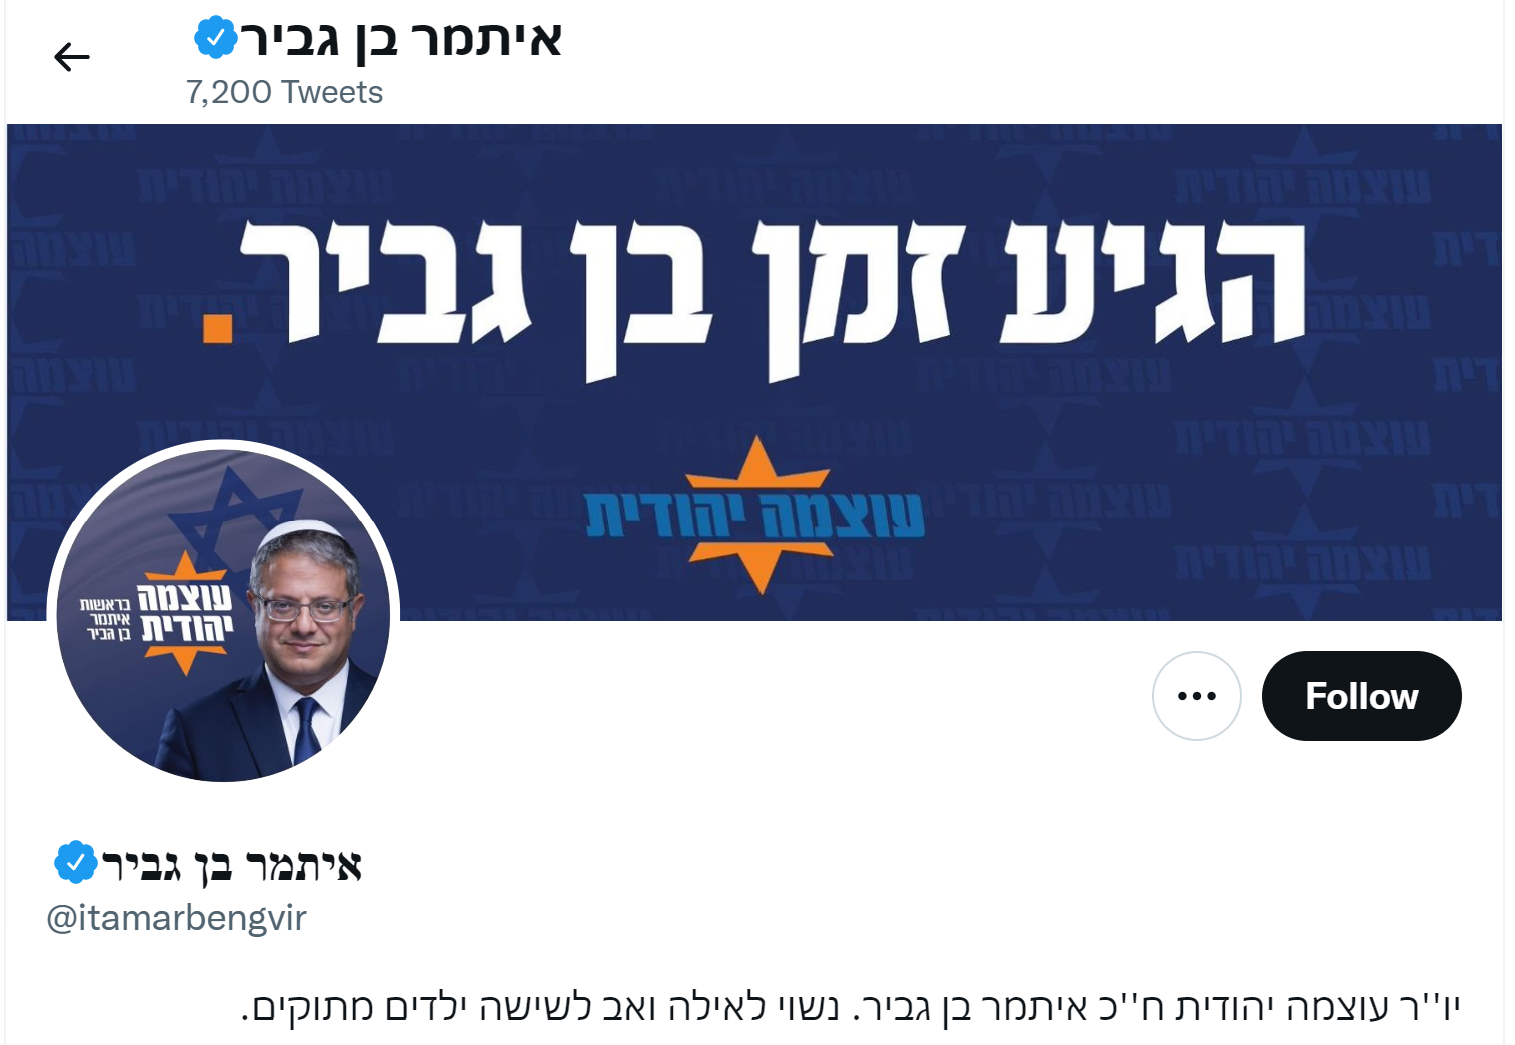 איתמר בן גביר
7,200 Tweets
הגיע זמן בן גביר.
עוצמה יהודית
עוצמה
יהודית
בראשות
איתמר
בן גביר
Follow
איתמר בן גביר
@itamarbengvir
יו''ר עוצמה יהודית ח''כ איתמר בן גביר. נשוי לאילה ואב לשישה ילדים מתוקים.